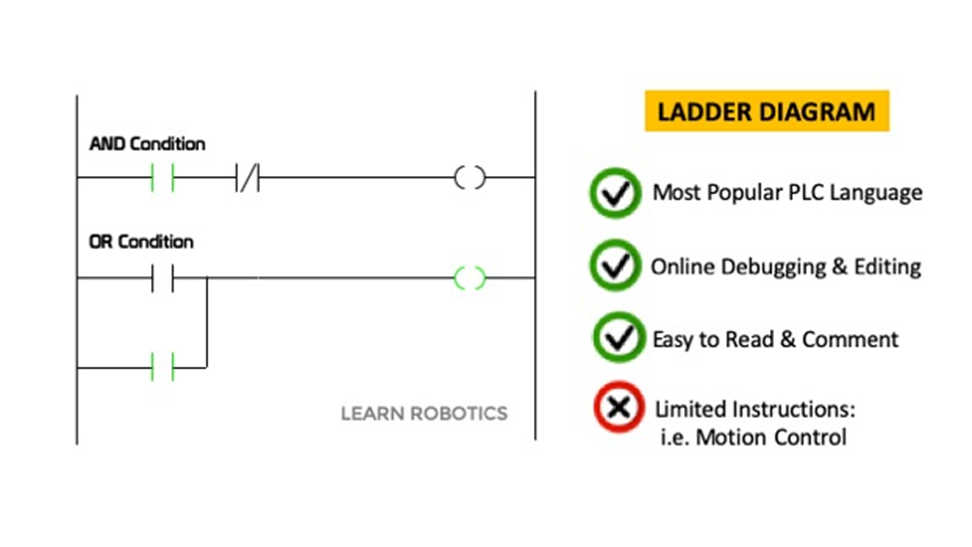 LADDER DIAGRAM
AND Condition
Most Popular PLC Language
OR Condition
Online Debugging & Editing
Easy to Read & Comment
LEARN ROBOTICS
Limited Instructions:
i.e. Motion Control